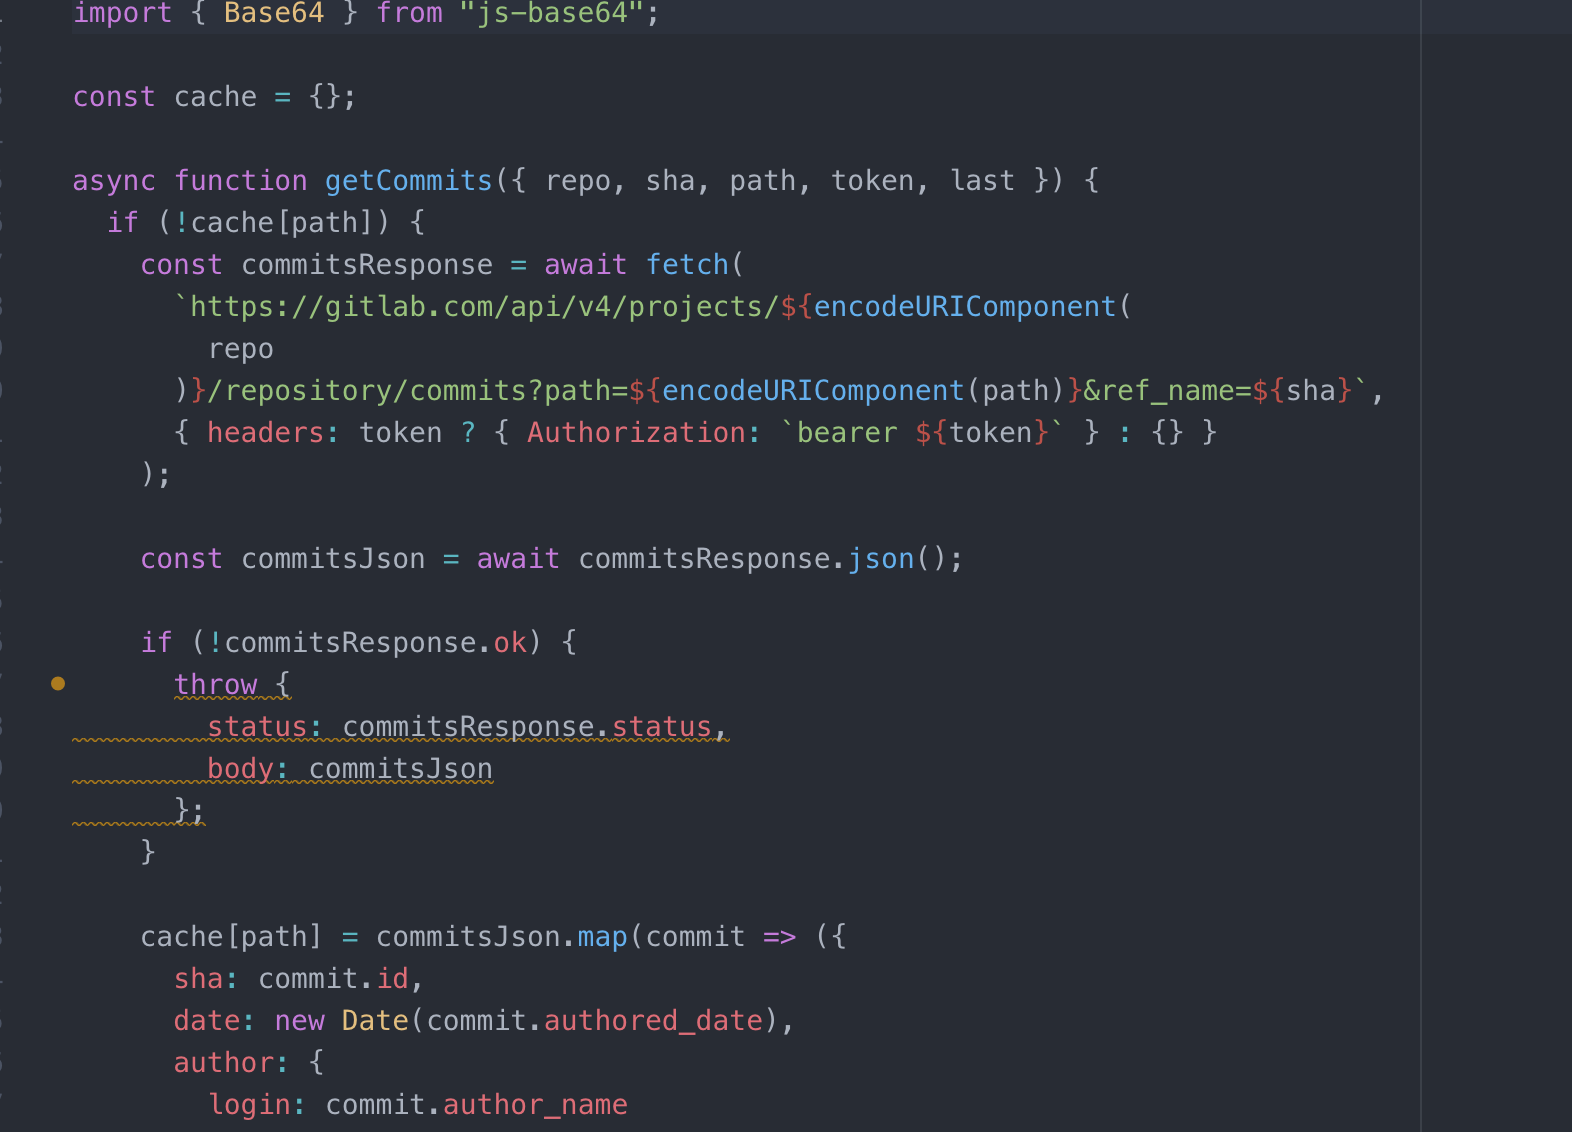 import { Base64 } from "js-base64";
const cache = {};
async function getCommits({ repo, sha, path, token, last }) {
if (!cache[path]) {
const commitsResponse = await fetch(
`https://gitlab.com/api/v4/projects/${encodeURIComponent(
repo
)}/repository/commits?path=${encodeURIComponent(path)}&ref_name=${sha}`,
{ headers: token ? { Authorization: `bearer ${token}` } : {} }
);
const commitsJson = await commitsResponse.json();
if (!commitsResponse.ok) {
throw {
status: commitsResponse.status,
body: commitsJson
};
}
cache[path] = commitsJson.map(commit => ({
sha: commit.id,
date: new Date(commit.authored_date),
author: {
login: commit.author_name